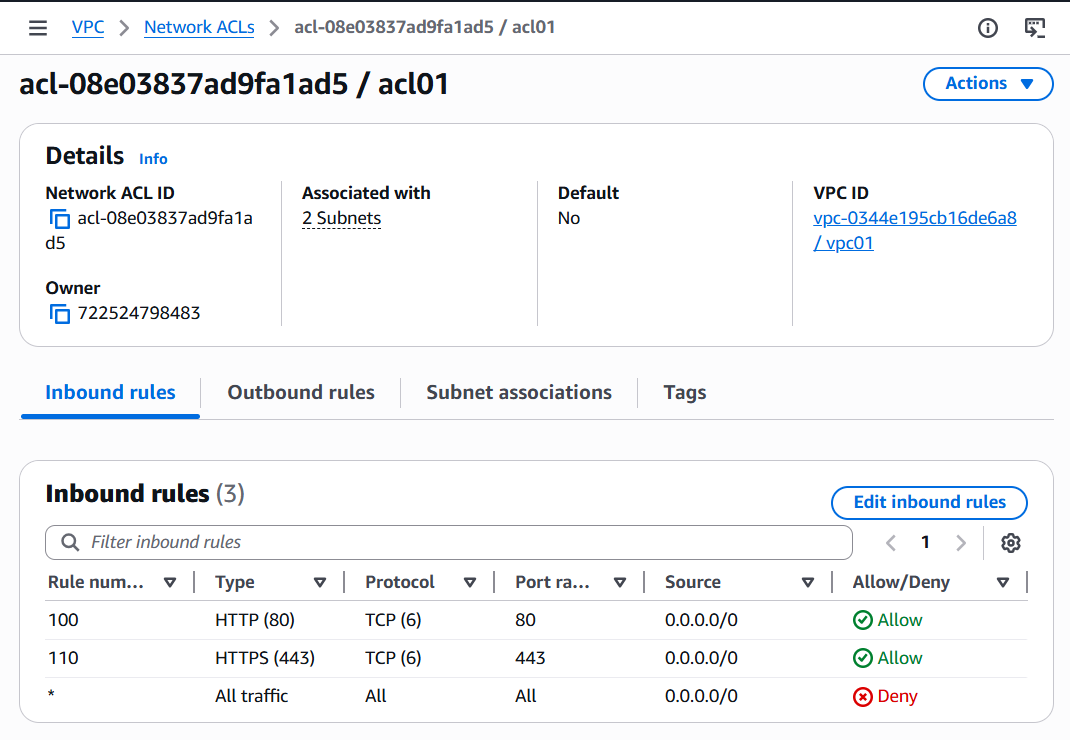 VPC > Network ACLs > acl-08e03837ad9fa1ad5 / acl01
acl-08e03837ad9fa1ad5 / acl01
Actions
Details Info
Network ACL ID
acl-08e03837ad9fa1a
d5
Owner
722524798483
Associated with
2 Subnets
Default
No
VPC ID
vpc-0344e195cb16de6a8
/ vpc01
Inbound rules Outbound rules Subnet associations Tags
Inbound rules (3)
Edit inbound rules
Filter inbound rules
1
Rule num... Type Protocol Port ra... Source Allow/Deny
100 HTTP (80) TCP (6) 80 0.0.0.0/0 Allow
110 HTTPS (443) TCP (6) 443 0.0.0.0/0 Allow
* All traffic All All 0.0.0.0/0 Deny